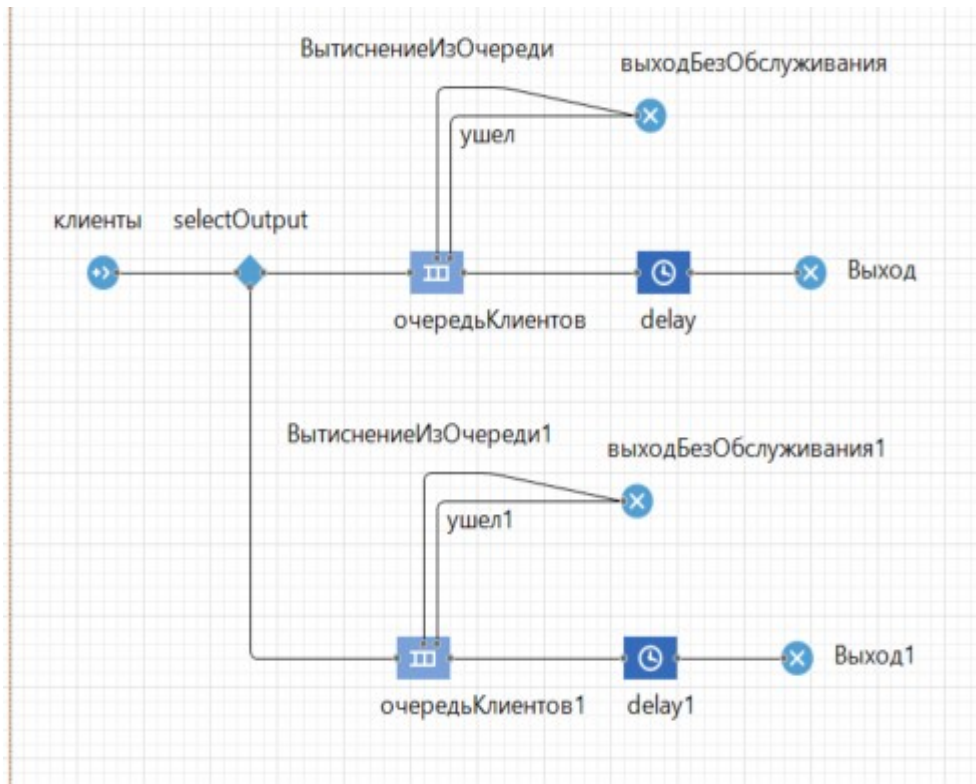 ВытиснениеИзОчереди
выходБезОбслуживания
ушел
клиенты
selectOutput
Выход
очередьКлиентов
delay
ВытиснениеИзОчереди1
выходБезОбслуживания1
ушел1
Выход1
очередьКлиентов1
delay1